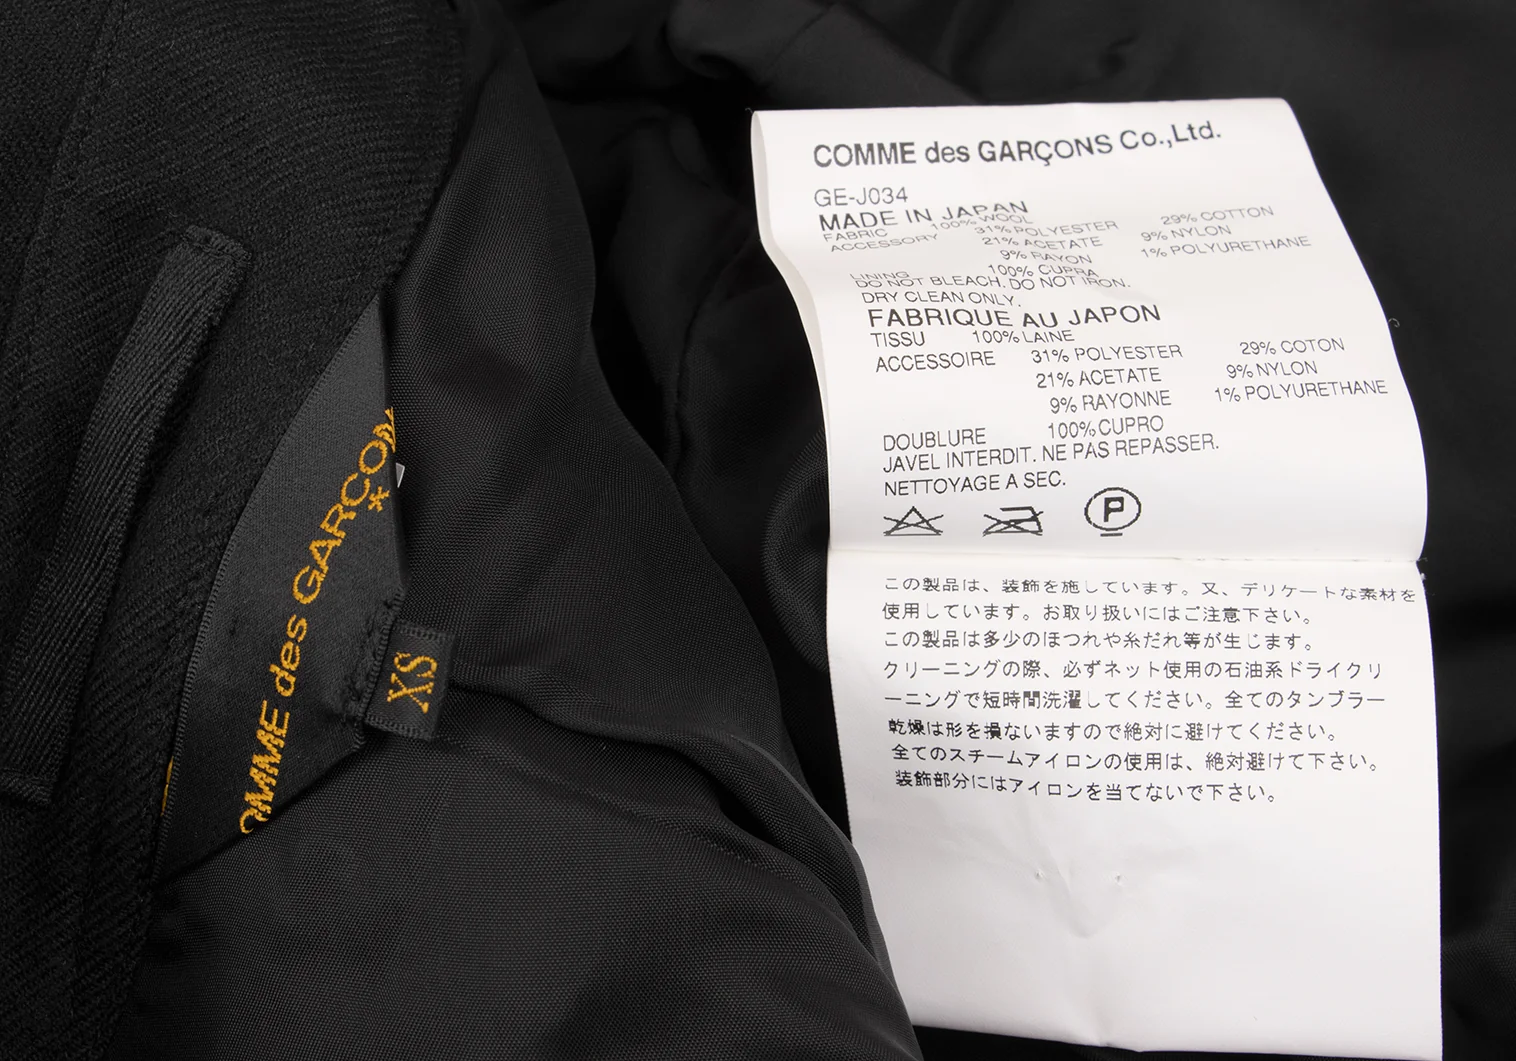 COMME des GARÇONS
XS
COMME des GARÇONS Co.,Ltd.
GE-J034
MADE IN JAPAN
FABRIC 100% WOOL
ACCESSORY 31% POLYESTER 29% COTTON
21% ACETATE 9% NYLON
9% RAYON 1% POLYURETHANE
LINING 100% CUPRA
DO NOT BLEACH. DO NOT IRON.
DRY CLEAN ONLY.
FABRIQUE AU JAPON
TISSU 100% LAINE
ACCESSOIRE 31% POLYESTER 29% COTON
21% ACETATE 9% NYLON
9% RAYONNE 1% POLYURETHANE
DOUBLURE 100% CUPRO
JAVEL INTERDIT. NE PAS REPASSER.
NETTOYAGE A SEC.
P
この製品は、装飾を施しています。又、デリケートな素材を
使用しています。お取り扱いにはご注意下さい。
この製品は多少のほつれや糸だれ等が生じます。
クリーニングの際、必ずネット使用の石油系ドライクリ
ーニングで短時間洗濯してください。全てのタンブラー
乾燥は形を損ないますので絶対に避けてください。
全てのスチームアイロンの使用は、絶対避けて下さい。
装飾部分にはアイロンを当てないで下さい。